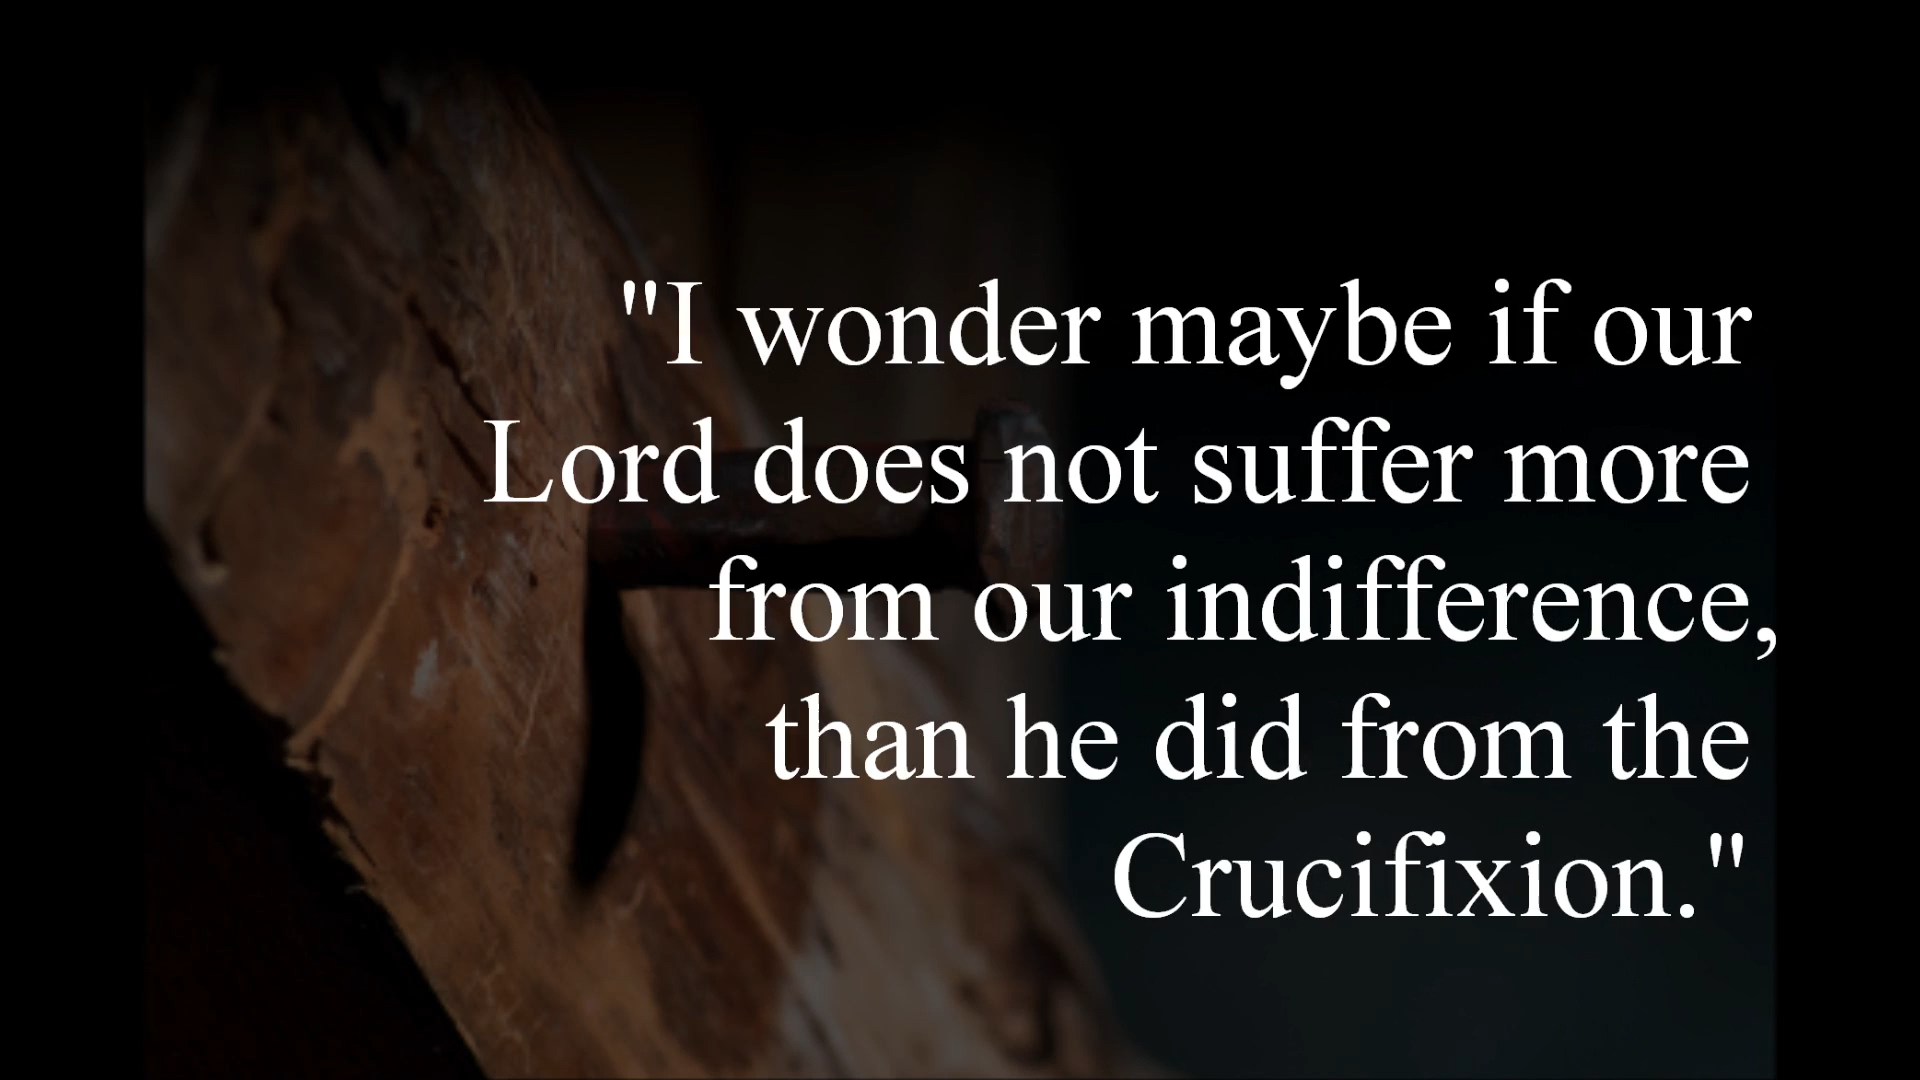 "I wonder maybe if our
Lord does not suffer more
from our indifference,
than he did from the
Crucifixion."